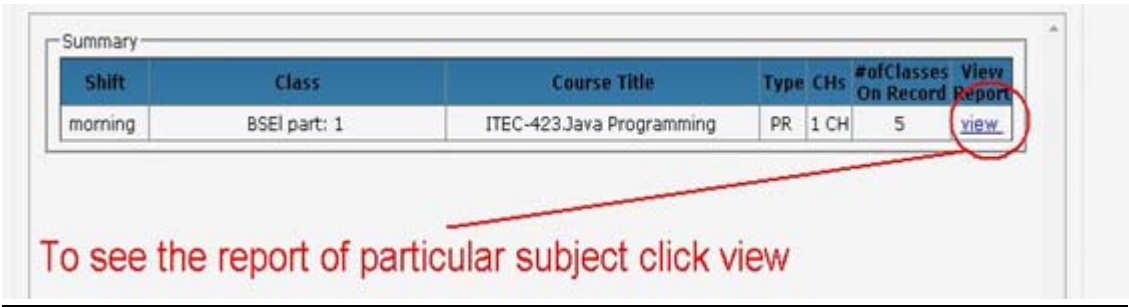 Summary
Shift Class Course Title Type CHs #ofClasses On Record View Report
morning BSEl part: 1 ITEC-423.Java Programming PR 1 CH 5 view
To see the report of particular subject click view